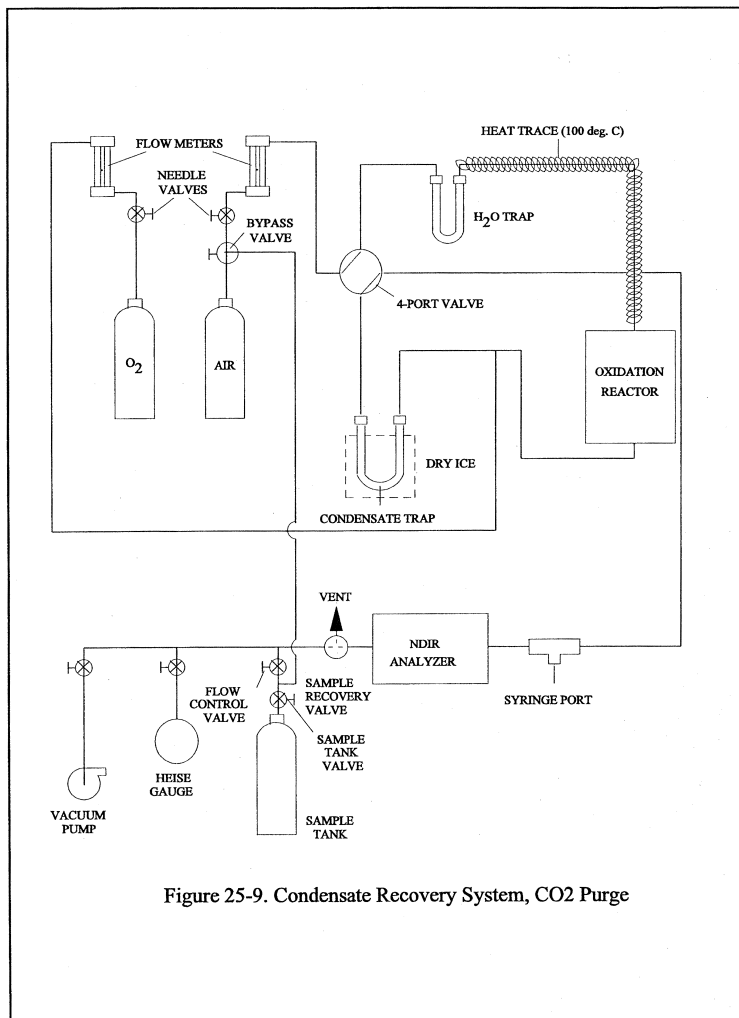 HEAT TRACE (100 deg. C)
FLOW METERS
NEEDLE
VALVES
H2O TRAP
BYPASS
VALVE
4-PORT VALVE
O2
AIR
OXIDATION
REACTOR
DRY ICE
CONDENSATE TRAP
VENT
NDIR
ANALYZER
SYRINGE PORT
FLOW
CONTROL
VALVE
SAMPLE
RECOVERY
VALVE
SAMPLE
TANK
VALVE
HEISE
GAUGE
VACUUM
PUMP
SAMPLE
TANK
Figure 25-9. Condensate Recovery System, CO2 Purge